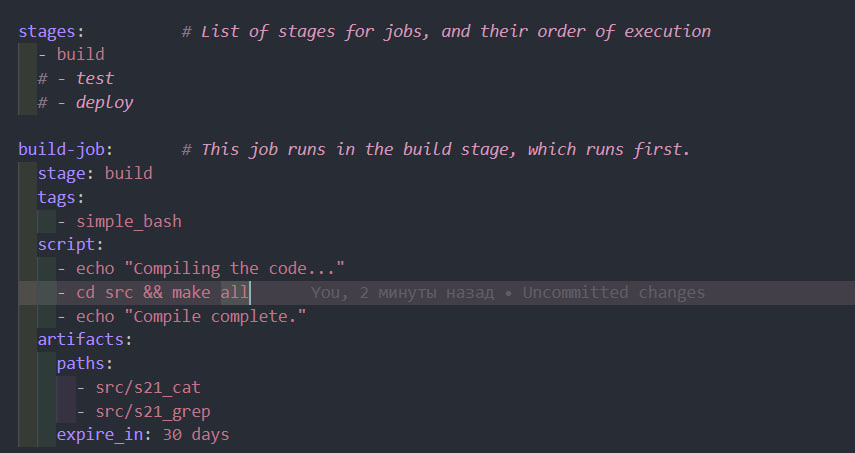 stages:          # List of stages for jobs, and their order of execution
  - build
  # - test
  # - deploy
build-job:       # This job runs in the build stage, which runs first.
  stage: build
  tags:
    - simple_bash
  script:
    - echo "Compiling the code..."
    - cd src && make all      You, 2 минуты назад • Uncommitted changes
    - echo "Compile complete."
  artifacts:
    paths:
      - src/s21_cat
      - src/s21_grep
    expire_in: 30 days